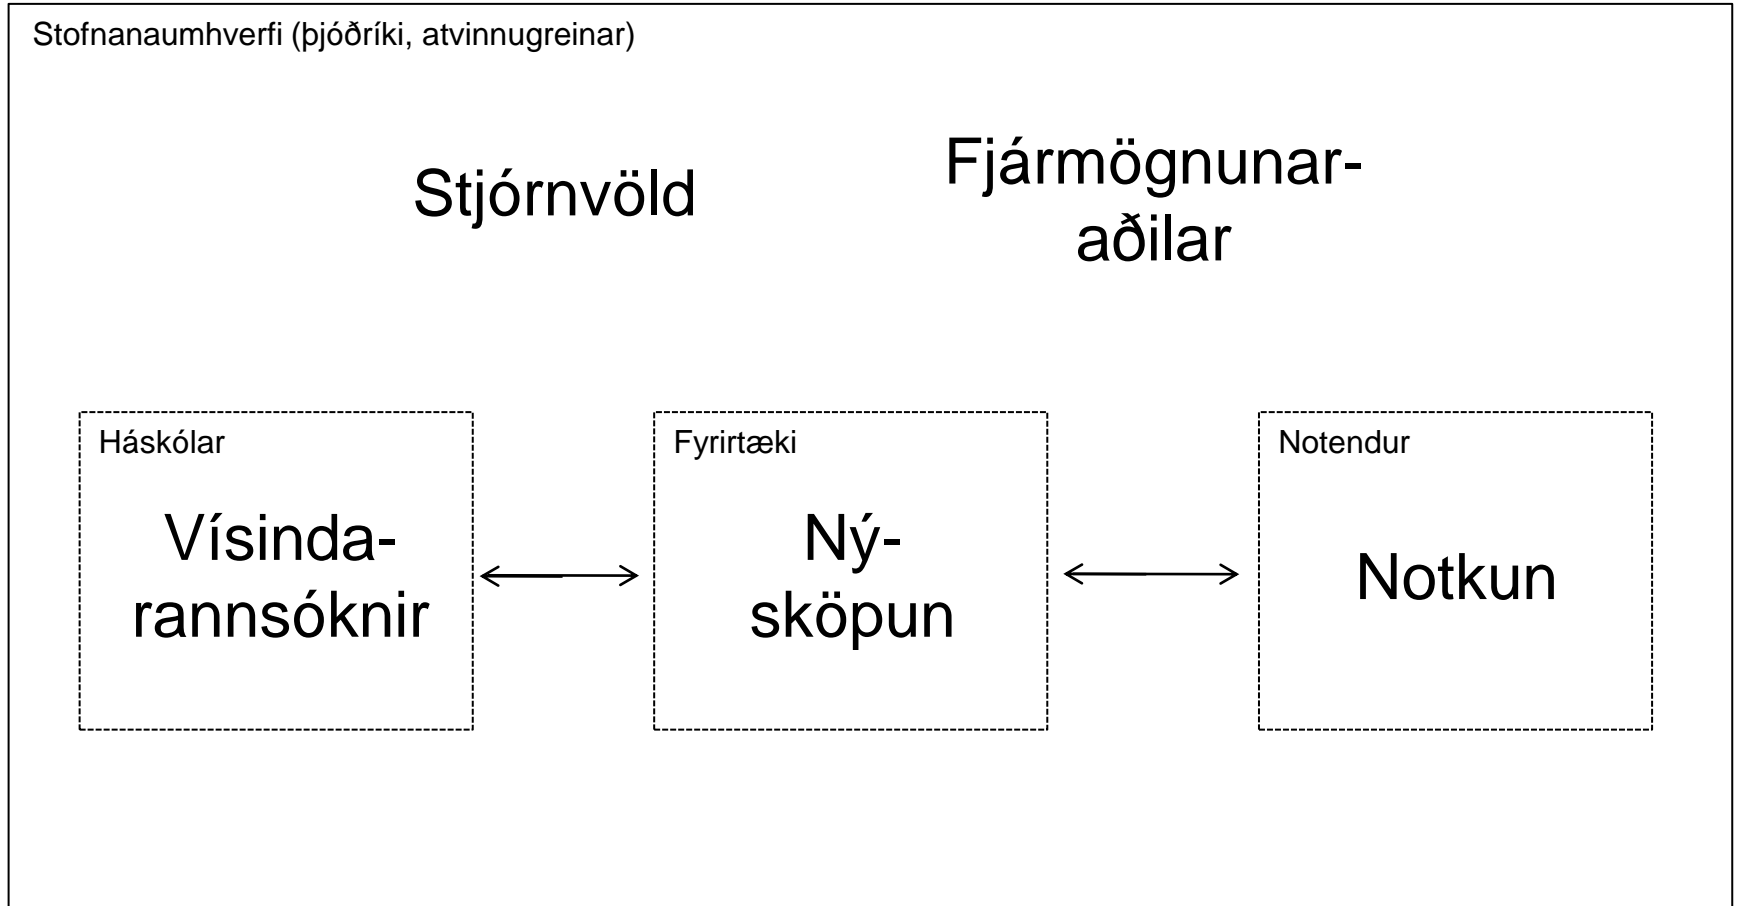 Stofnanaumhverfi (þjóðríki, atvinnugreinar)
Stjórnvöld
Fjármögnunar-
aðilar
Háskólar
Vísinda-
rannsóknir
Fyrirtæki
Ný-
sköpun
Notendur
Notkun